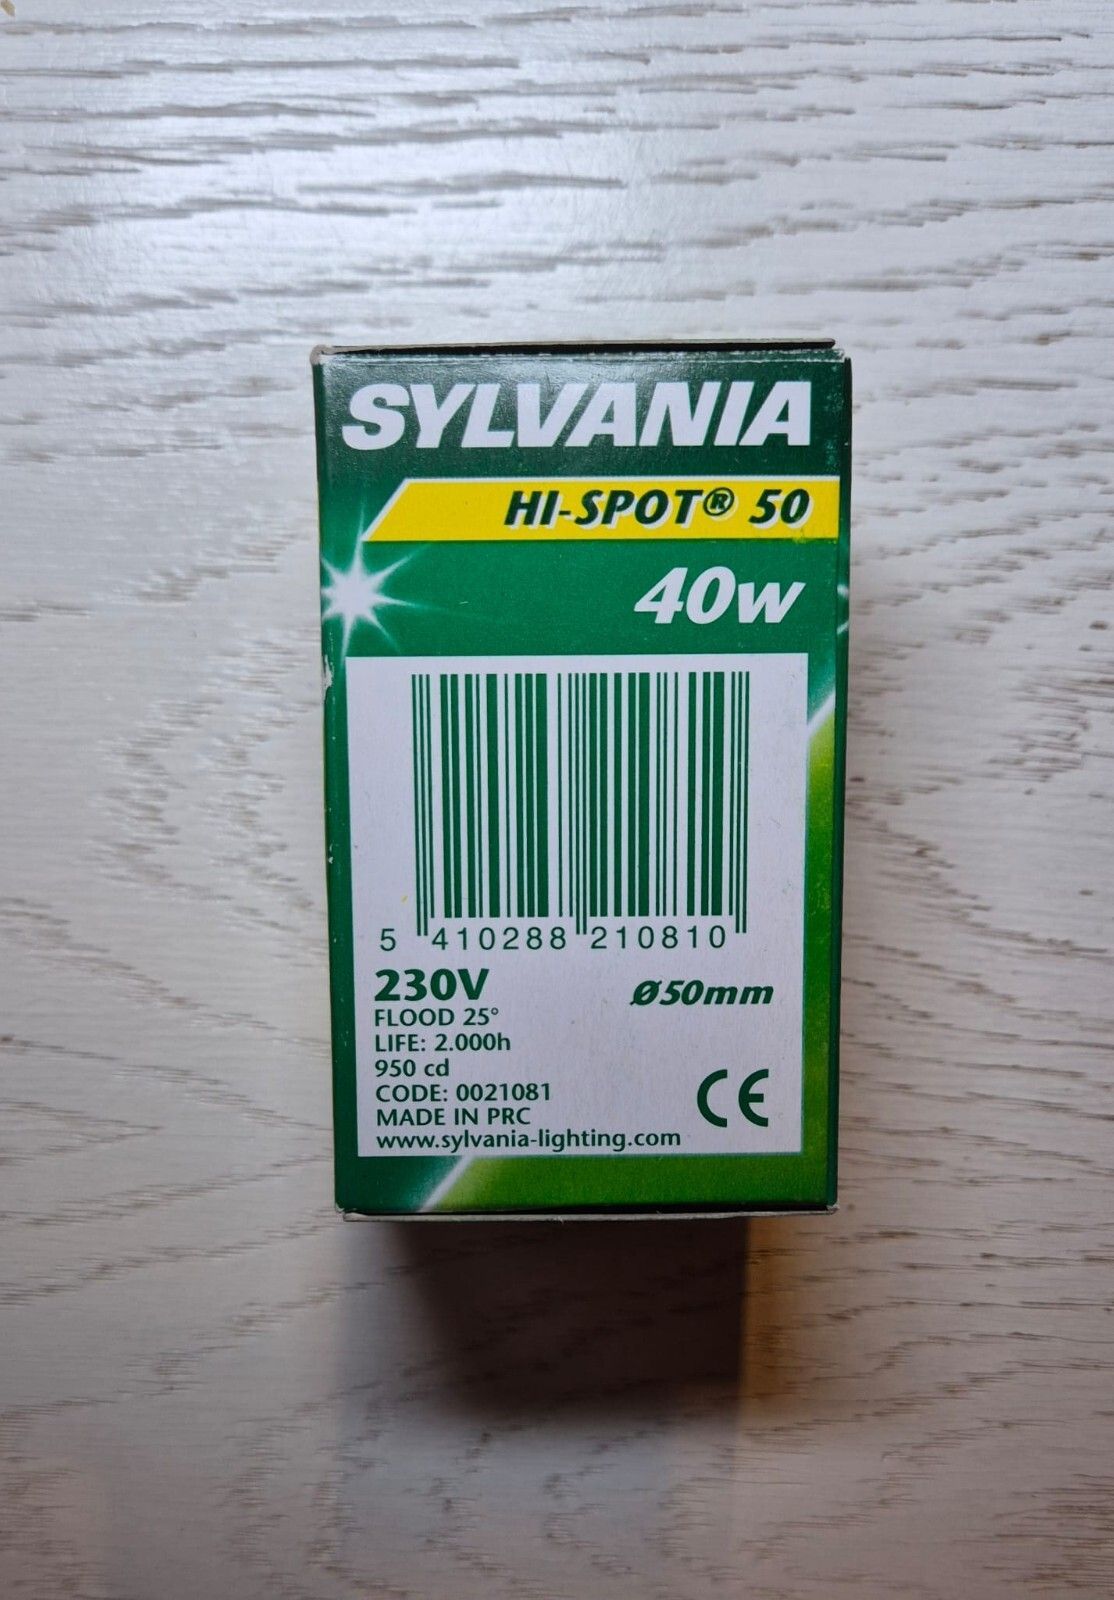 SYLVANIA
HI-SPOT® 50
40w
5 410288 210810
230V
Ø50mm
FLOOD 25°
LIFE: 2.000h
950 cd
CODE: 0021081
CE
MADE IN PRC
www.sylvania-lighting.com